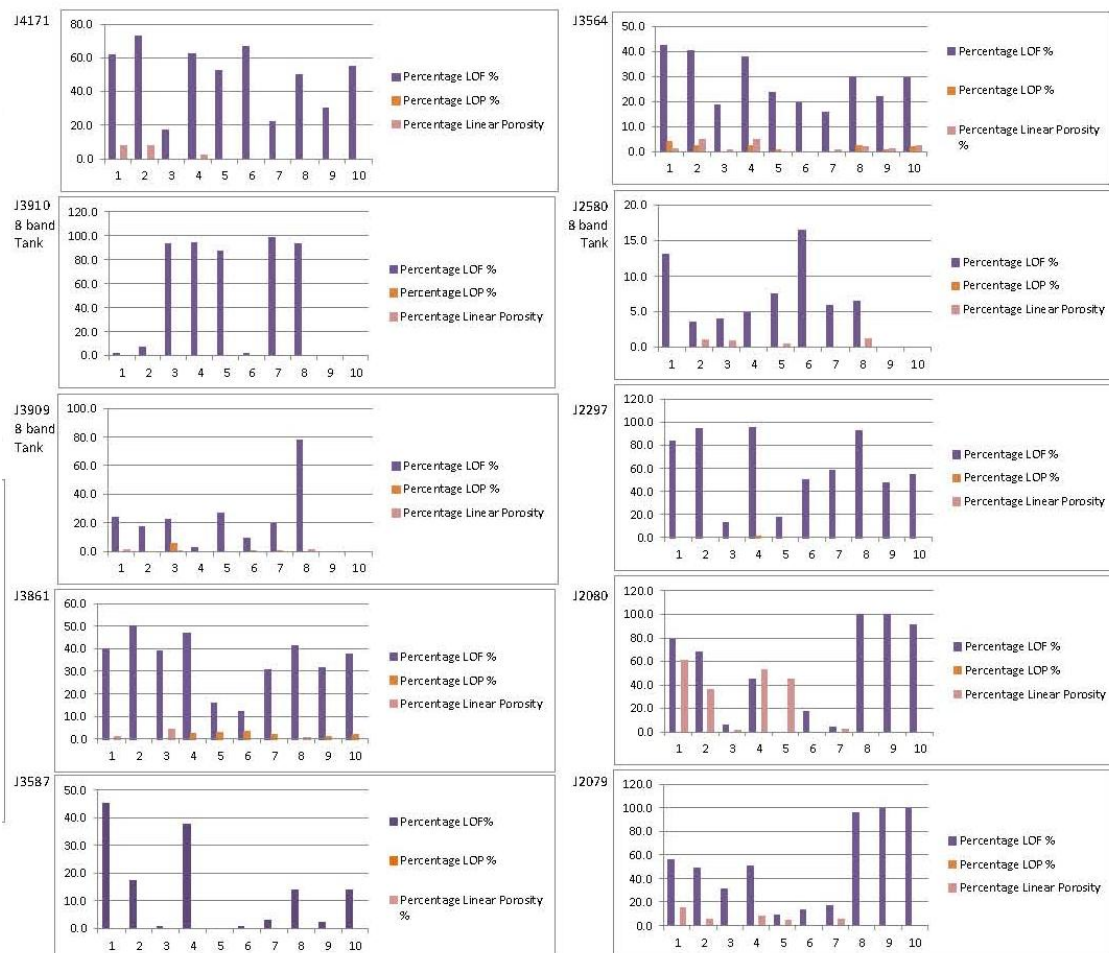 J4171
80.0
60.0
40.0
20.0
0.0
1 2 3 4 5 6 7 8 9 10
Percentage LOF %
Percentage LOP %
Percentage Linear Porosity
J3910
8 band
Tank
120.0
100.0
80.0
60.0
40.0
20.0
0.0
1 2 3 4 5 6 7 8 9 10
Percentage LOF %
Percentage LOP %
Percentage Linear Porosity
J3909
8 band
Tank
100.0
80.0
60.0
40.0
20.0
0.0
1 2 3 4 5 6 7 8 9 10
Percentage LOF %
Percentage LOP %
Percentage Linear Porosity
J3861
60.0
50.0
40.0
30.0
20.0
10.0
0.0
1 2 3 4 5 6 7 8 9 10
Percentage LOF %
Percentage LOP %
Percentage Linear Porosity
J3587
50.0
40.0
30.0
20.0
10.0
0.0
1 2 3 4 5 6 7 8 9 10
Percentage LOF%
Percentage LOP %
Percentage Linear Porosity
%
J3564
50.0
40.0
30.0
20.0
10.0
0.0
1 2 3 4 5 6 7 8 9 10
Percentage LOF %
Percentage LOP %
Percentage Linear Porosity
%
J2580
8 band
Tank
20.0
15.0
10.0
5.0
0.0
1 2 3 4 5 6 7 8 9 10
Percentage LOF %
Percentage LOP %
Percentage Linear Porosity
J2297
120.0
100.0
80.0
60.0
40.0
20.0
0.0
1 2 3 4 5 6 7 8 9 10
Percentage LOF %
Percentage LOP %
Percentage Linear Porosity
J2080
120.0
100.0
80.0
60.0
40.0
20.0
0.0
1 2 3 4 5 6 7 8 9 10
Percentage LOF %
Percentage LOP %
Percentage Linear Porosity
J2079
120.0
100.0
80.0
60.0
40.0
20.0
0.0
1 2 3 4 5 6 7 8 9 10
Percentage LOF %
Percentage LOP %
Percentage Linear Porosity